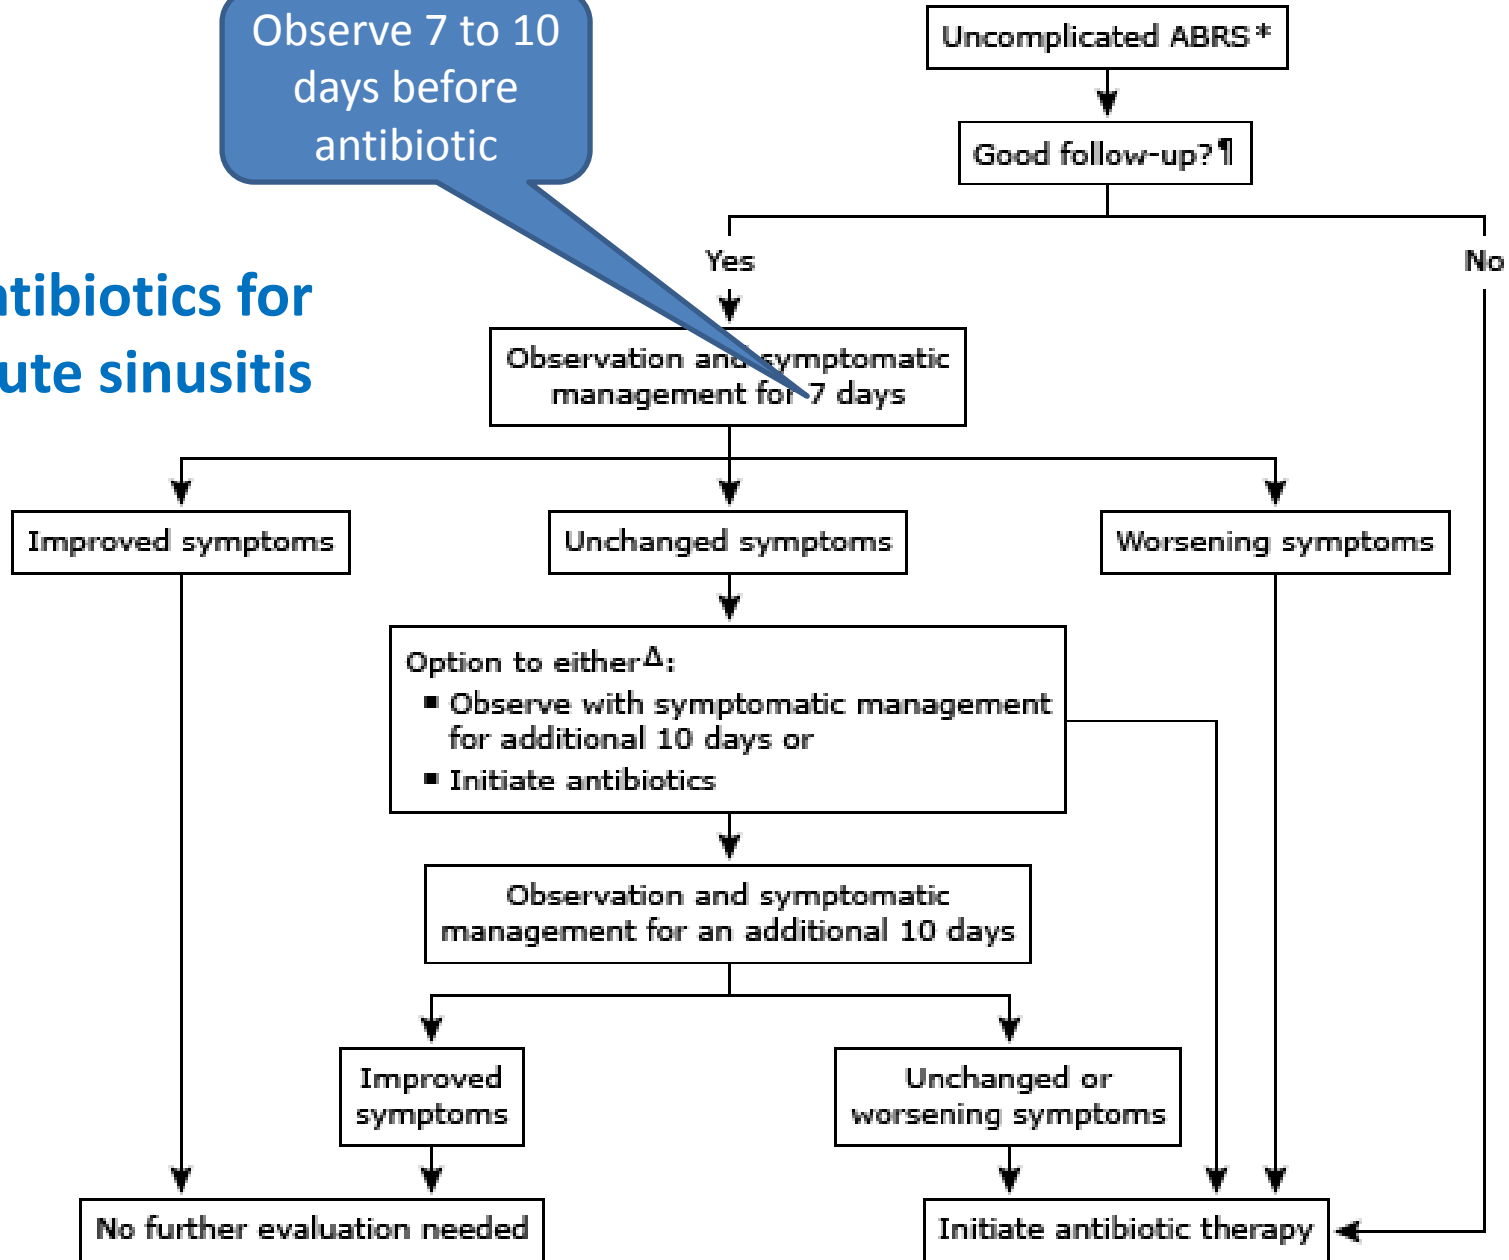 Observe 7 to 10
days before
antibiotic
Uncomplicated ABRS*
Good follow-up?¶
Yes
No
for
sinusitis
Observation and symptomatic
management for 7 days
Improved symptoms
Unchanged symptoms
Worsening symptoms
Option to either Δ:
▪ Observe with symptomatic management
for additional 10 days or
▪ Initiate antibiotics
Observation and symptomatic
management for an additional 10 days
Improved
symptoms
Unchanged or
worsening symptoms
No further evaluation needed
Initiate antibiotic therapy